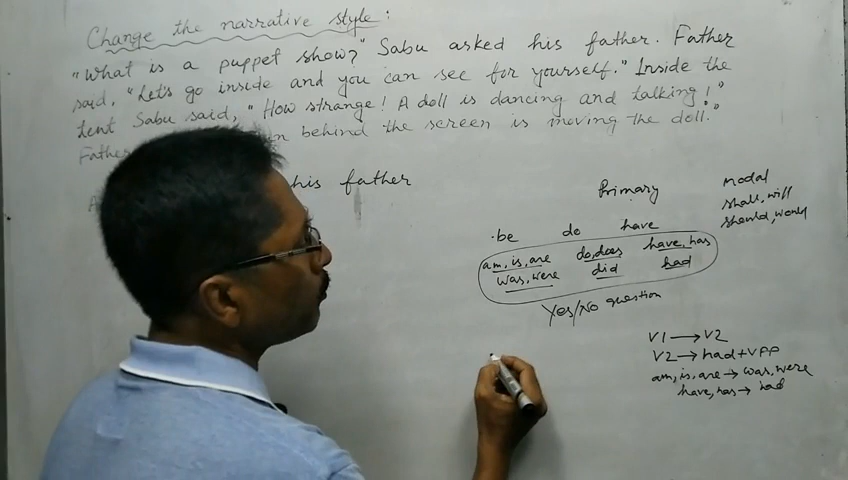 Change the narrative style:
"What is a puppet show?" Sabu asked his father. Father
said, "Let's go inside and you can see for yourself." Inside the
tent Sabu said, "How strange! A doll is dancing and talking!"
Father behind the screen is moving the doll."
his father
Primary
modal
shall, will
should, would
be do have
am, is, are do, does have, has
was, were did had
Yes/No question
V1 → V2
V2 → had+VPP
am, is, are → was, were
have, has → had